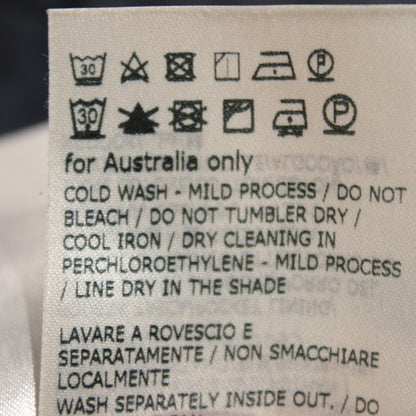 30 P
30 P
for Australia only
COLD WASH - MILD PROCESS / DO NOT
BLEACH / DO NOT TUMBLER DRY /
COOL IRON / DRY CLEANING IN
PERCHLOROETHYLENE - MILD PROCESS
/ LINE DRY IN THE SHADE
LAVARE A ROVESCIO E
SEPARATAMENTE / NON SMACCHIARE
LOCALMENTE
WASH SEPARATELY INSIDE OUT. / DO